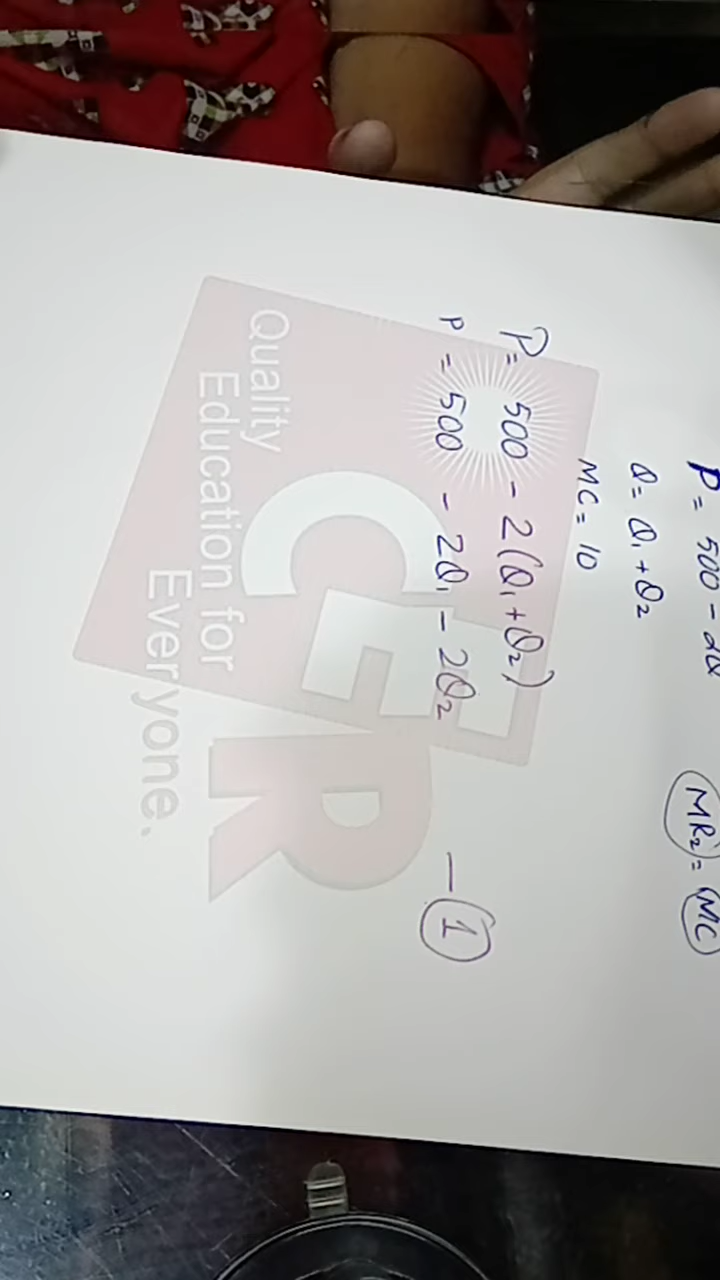 P = 500 - 2Q
MR₂ = MC
Q = Q₁ + Q₂
MC = 10
P = 500 - 2(Q₁ + Q₂)
P = 500 - 2Q₁ - 2Q₂ - 1
CER
Quality
Education for
Everyone.